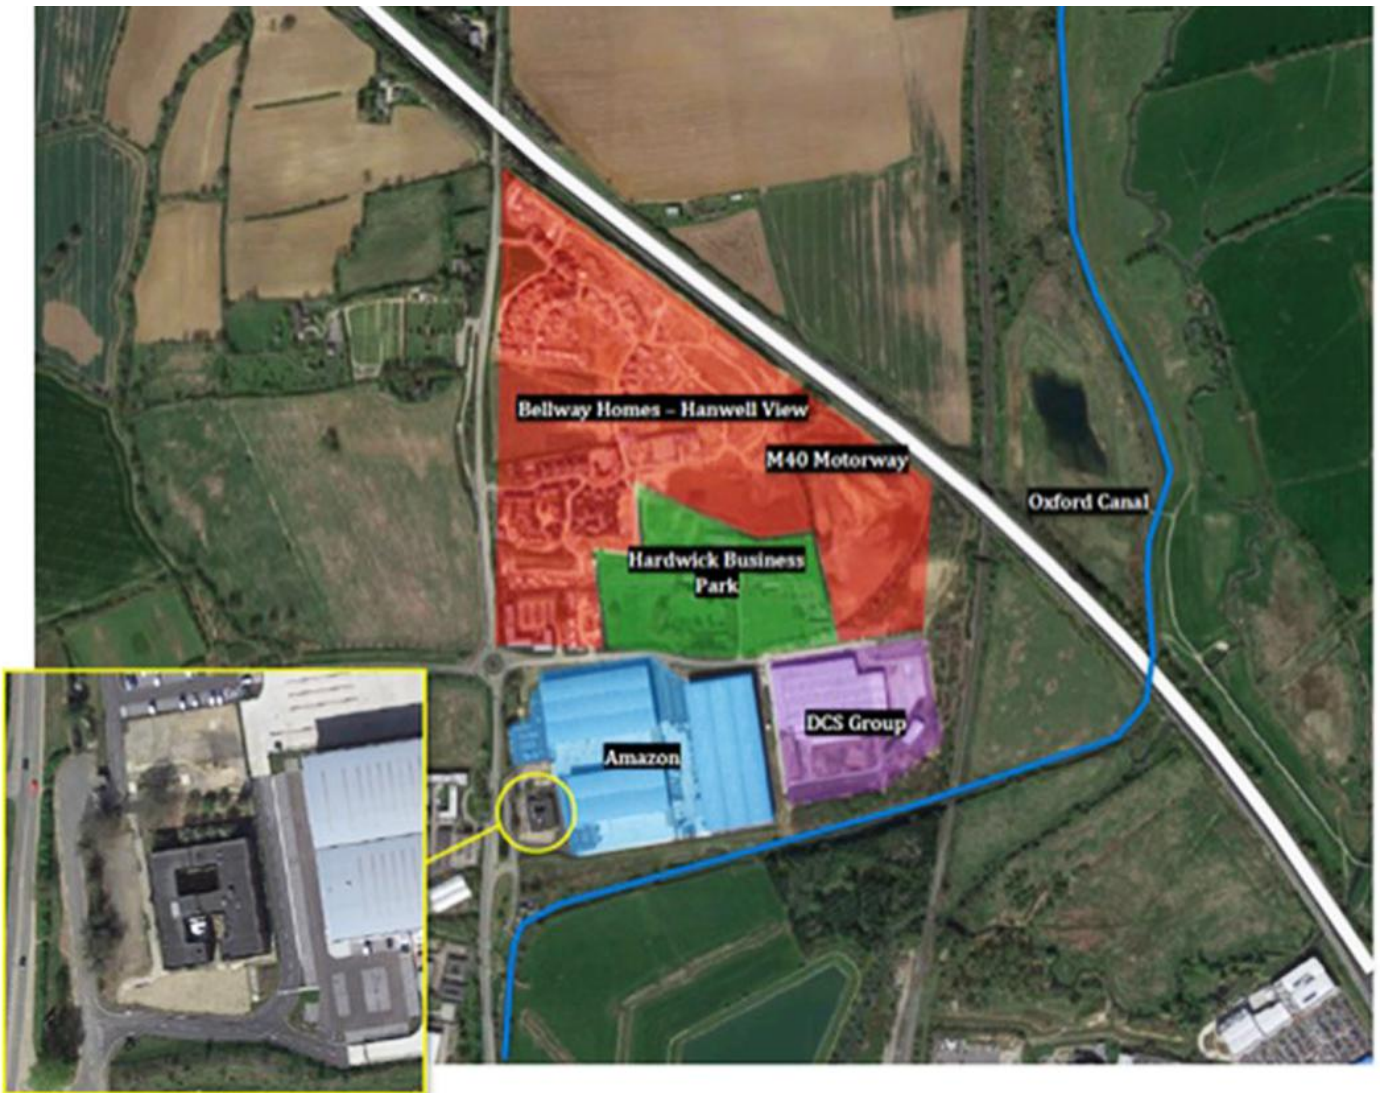 Bellway Homes – Hanwell View
M40 Motorway
Oxford Canal
Hardwick Business
Park
DCS Group
Amazon